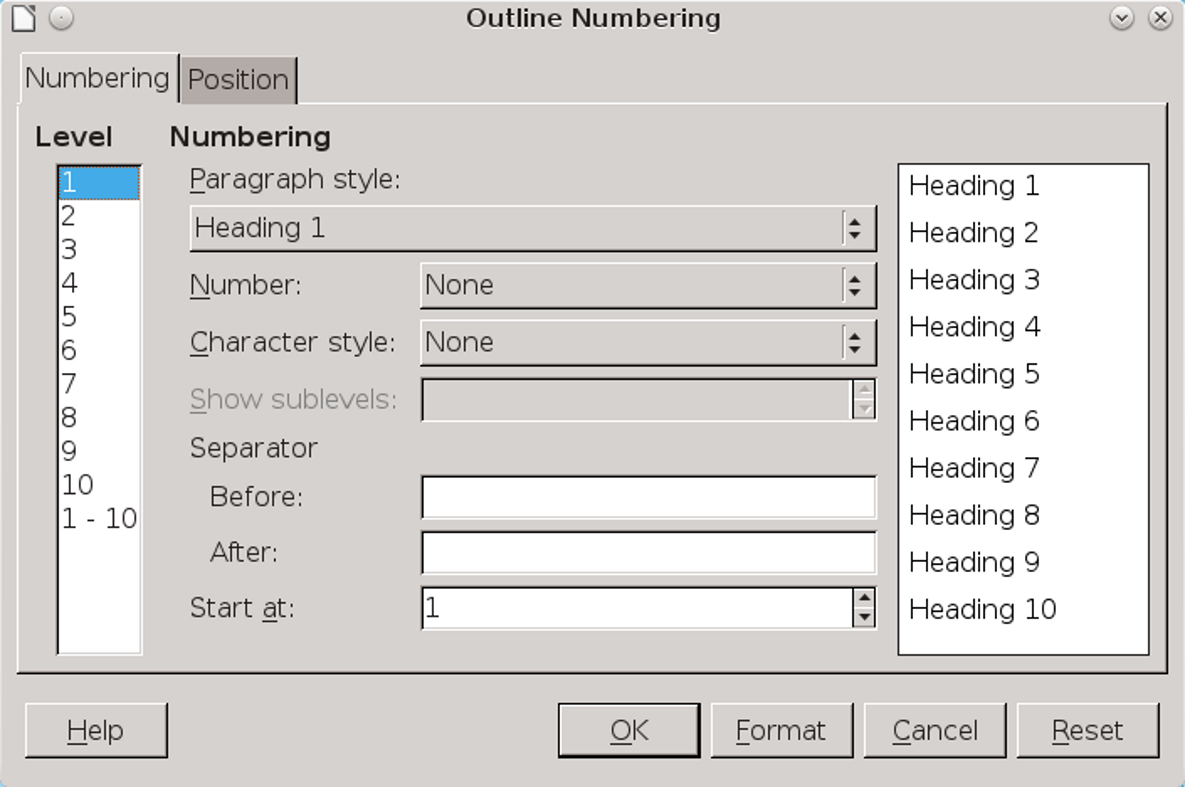 Outline Numbering
Numbering Position
Level
1
2
3
4
5
6
7
8
9
10
1 - 10
Numbering
Paragraph style:
Heading 1
Number: None
Character style: None
Show sublevels:
Separator
Before:
After:
Start at: 1
Heading 1
Heading 2
Heading 3
Heading 4
Heading 5
Heading 6
Heading 7
Heading 8
Heading 9
Heading 10
Help OK Format Cancel Reset